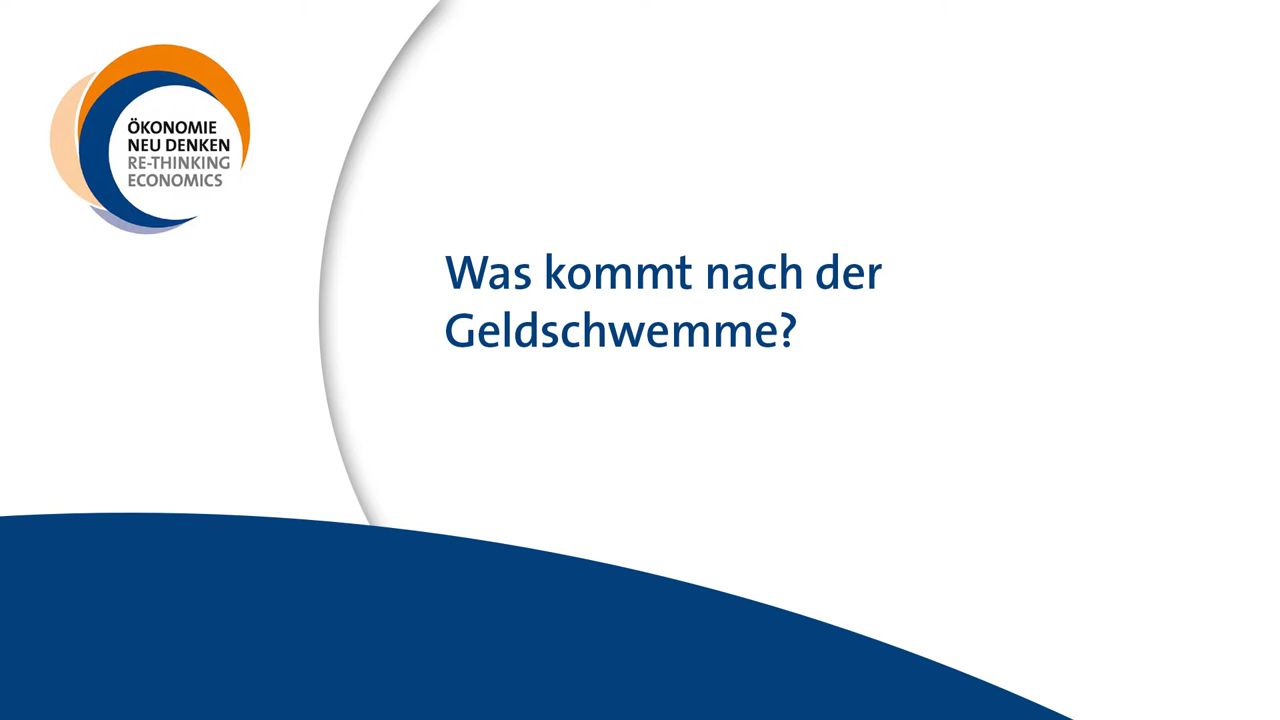 ÖKONOMIE
NEU DENKEN
RE-THINKING
ECONOMICS
Was kommt nach der
Geldschwemme?